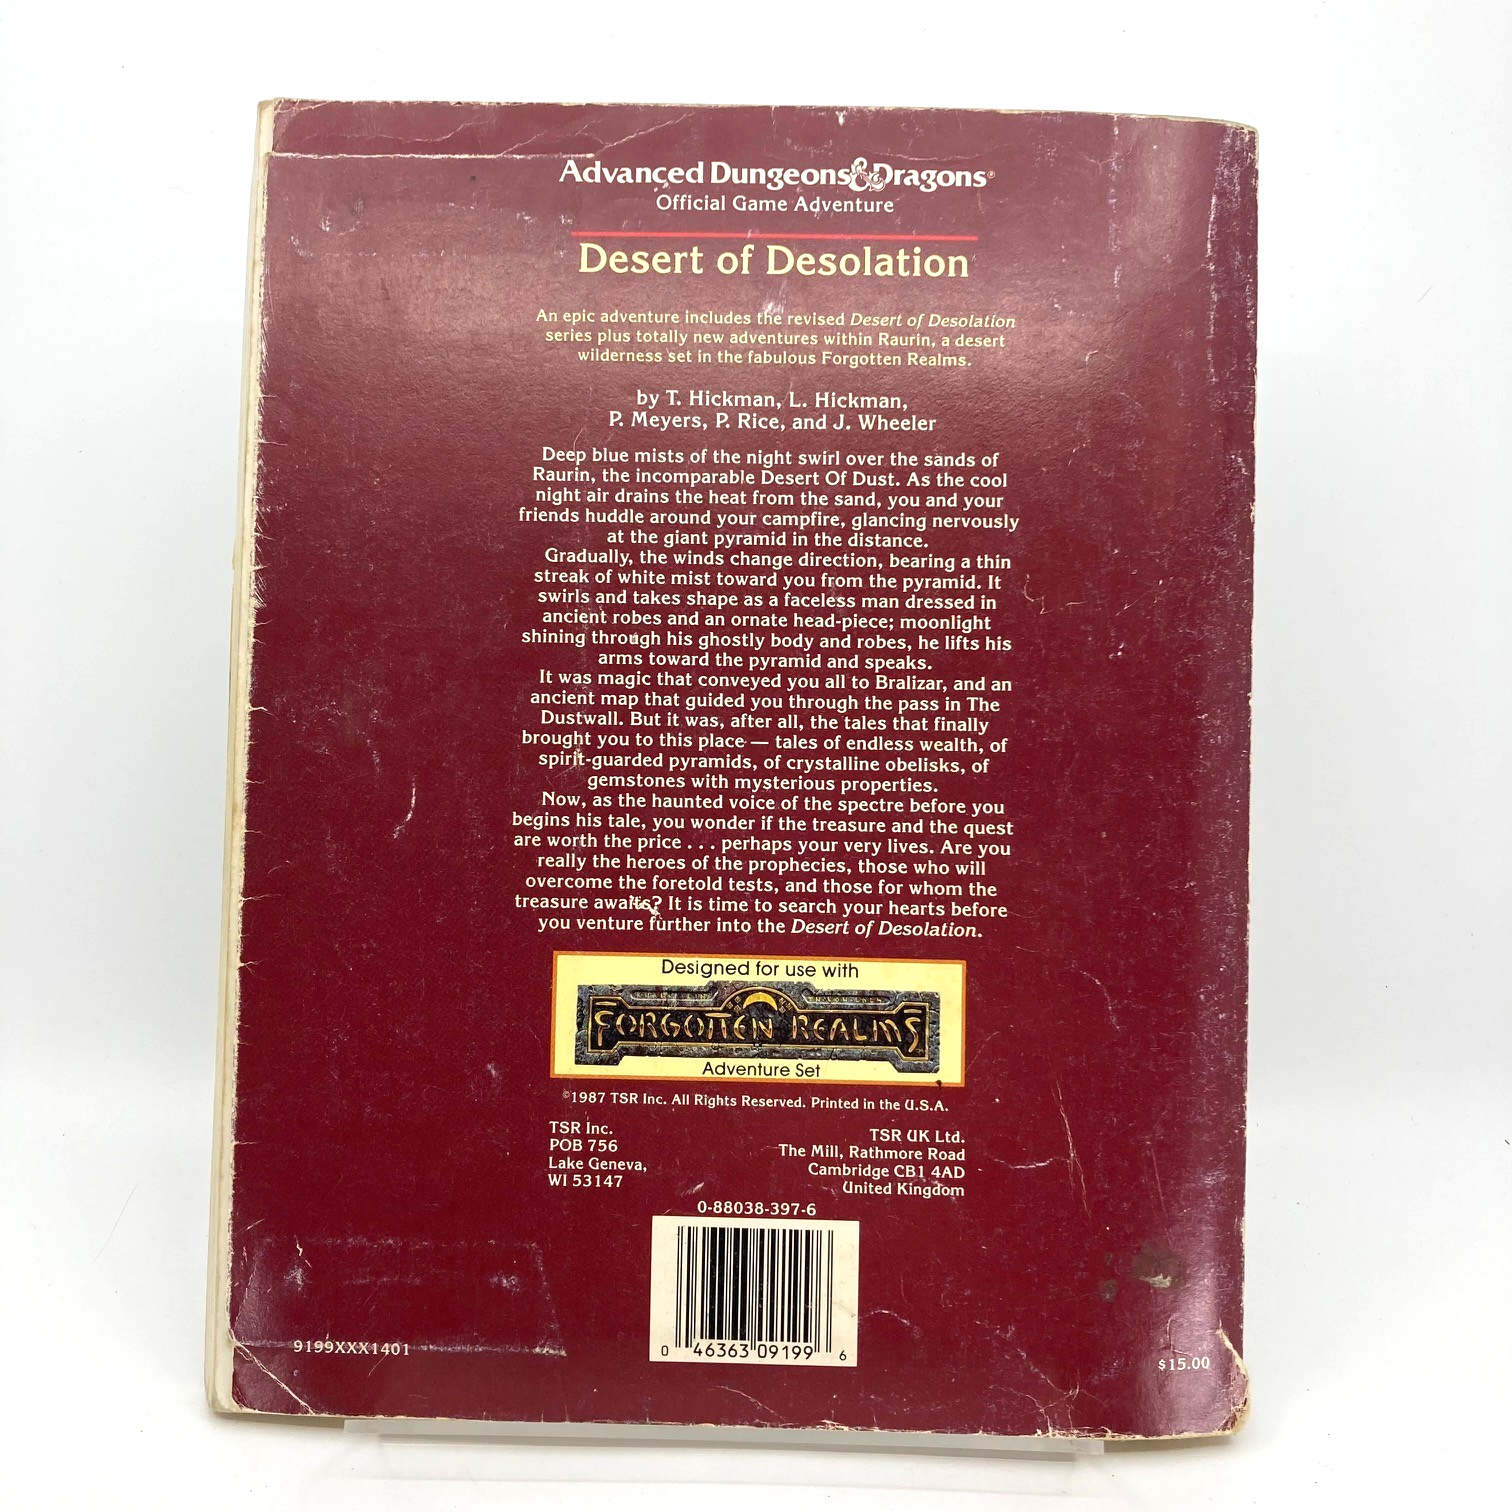 Advanced Dungeons & Dragons®
Official Game Adventure
Desert of Desolation
An epic adventure includes the revised Desert of Desolation
series plus totally new adventures within Raurin, a desert
wilderness set in the fabulous Forgotten Realms.
by T. Hickman, L. Hickman,
P. Meyers, P. Rice, and J. Wheeler
Deep blue mists of the night swirl over the sands of
Raurin, the incomparable Desert Of Dust. As the cool
night air drains the heat from the sand, you and your
friends huddle around your campfire, glancing nervously
at the giant pyramid in the distance.
Gradually, the winds change direction, bearing a thin
streak of white mist toward you from the pyramid. It
swirls and takes shape as a faceless man dressed in
ancient robes and an ornate head-piece; moonlight
shining through his ghostly body and robes, he lifts his
arms toward the pyramid and speaks.
It was magic that conveyed you all to Bralizar, and an
ancient map that guided you through the pass in The
Dustwall. But it was, after all, the tales that finally
brought you to this place — tales of endless wealth, of
spirit-guarded pyramids, of crystalline obelisks, of
gemstones with mysterious properties.
Now, as the haunted voice of the spectre before you
begins his tale, you wonder if the treasure and the quest
are worth the price . . . perhaps your very lives. Are you
really the heroes of the prophecies, those who will
overcome the foretold tests, and those for whom the
treasure awaits? It is time to search your hearts before
you venture further into the Desert of Desolation.
Designed for use with
FORGOTTEN REALMS
Adventure Set
©1987 TSR Inc. All Rights Reserved. Printed in the U.S.A.
TSR Inc.
POB 756
Lake Geneva,
WI 53147
TSR UK Ltd.
The Mill, Rathmore Road
Cambridge CB1 4AD
United Kingdom
0-88038-397-6
0 46363 09199 6
9199XXX1401
$15.00